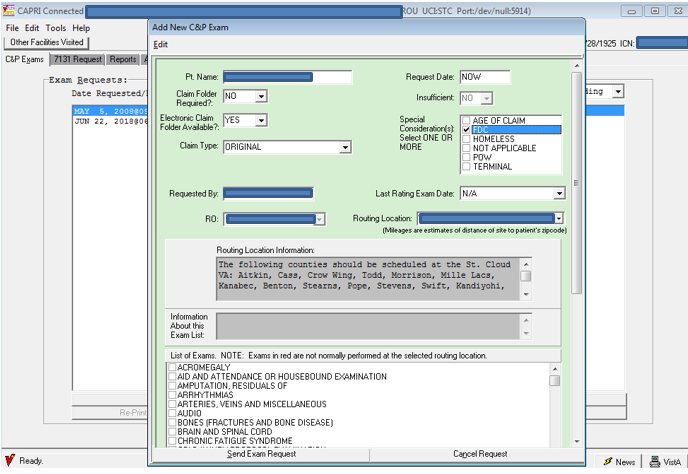 CAPRI Connected
ROU UCESTC Port:/dev/null:5914)
File Edit Tools Help
Other Facilities Visited
28/1925 ICN:
C&P Exams 7131 Request Reports
Exam Requests:
Date Requested/
MAY 6, 2008@09
JUN 22, 2018@06
Re-Print
Add New C&P Exam
Edit
Pt. Name:
Request Date: NOW
Claim Folder
Required?: NO
Insufficient: NO
Electronic Claim
Folder Available?: YES
Claim Type: ORIGINAL
Special
Consideration(s):
Select ONE OR
MORE
AGE OF CLAIM
FDC
HOMELESS
NOT APPLICABLE
POW
TERMINAL
Requested By:
Last Rating Exam Date: N/A
RO:
Routing Location:
(Mileages are estimates of distance of site to patient's zipcode)
Routing Location Information:
The following counties should be scheduled at the St. Cloud
VA: Aitkin, Cass, Crow Wing, Todd, Morrison, Mille Lacs,
Kanabec, Benton, Stearns, Pope, Stevens, Swift, Kandiyohi,
Information
About this
Exam List:
List of Exams. NOTE: Exams in red are not normally performed at the selected routing location.
ACROMEGALY
AID AND ATTENDANCE OR HOUSEBOUND EXAMINATION
AMPUTATION, RESIDUALS OF
ARRHYTHMIAS
ARTERIES, VEINS AND MISCELLANEOUS
AUDIO
BONES (FRACTURES AND BONE DISEASE)
BRAIN AND SPINAL CORD
CHRONIC FATIGUE SYNDROME
Send Exam Request
Cancel Request
Ready.
News
VistA